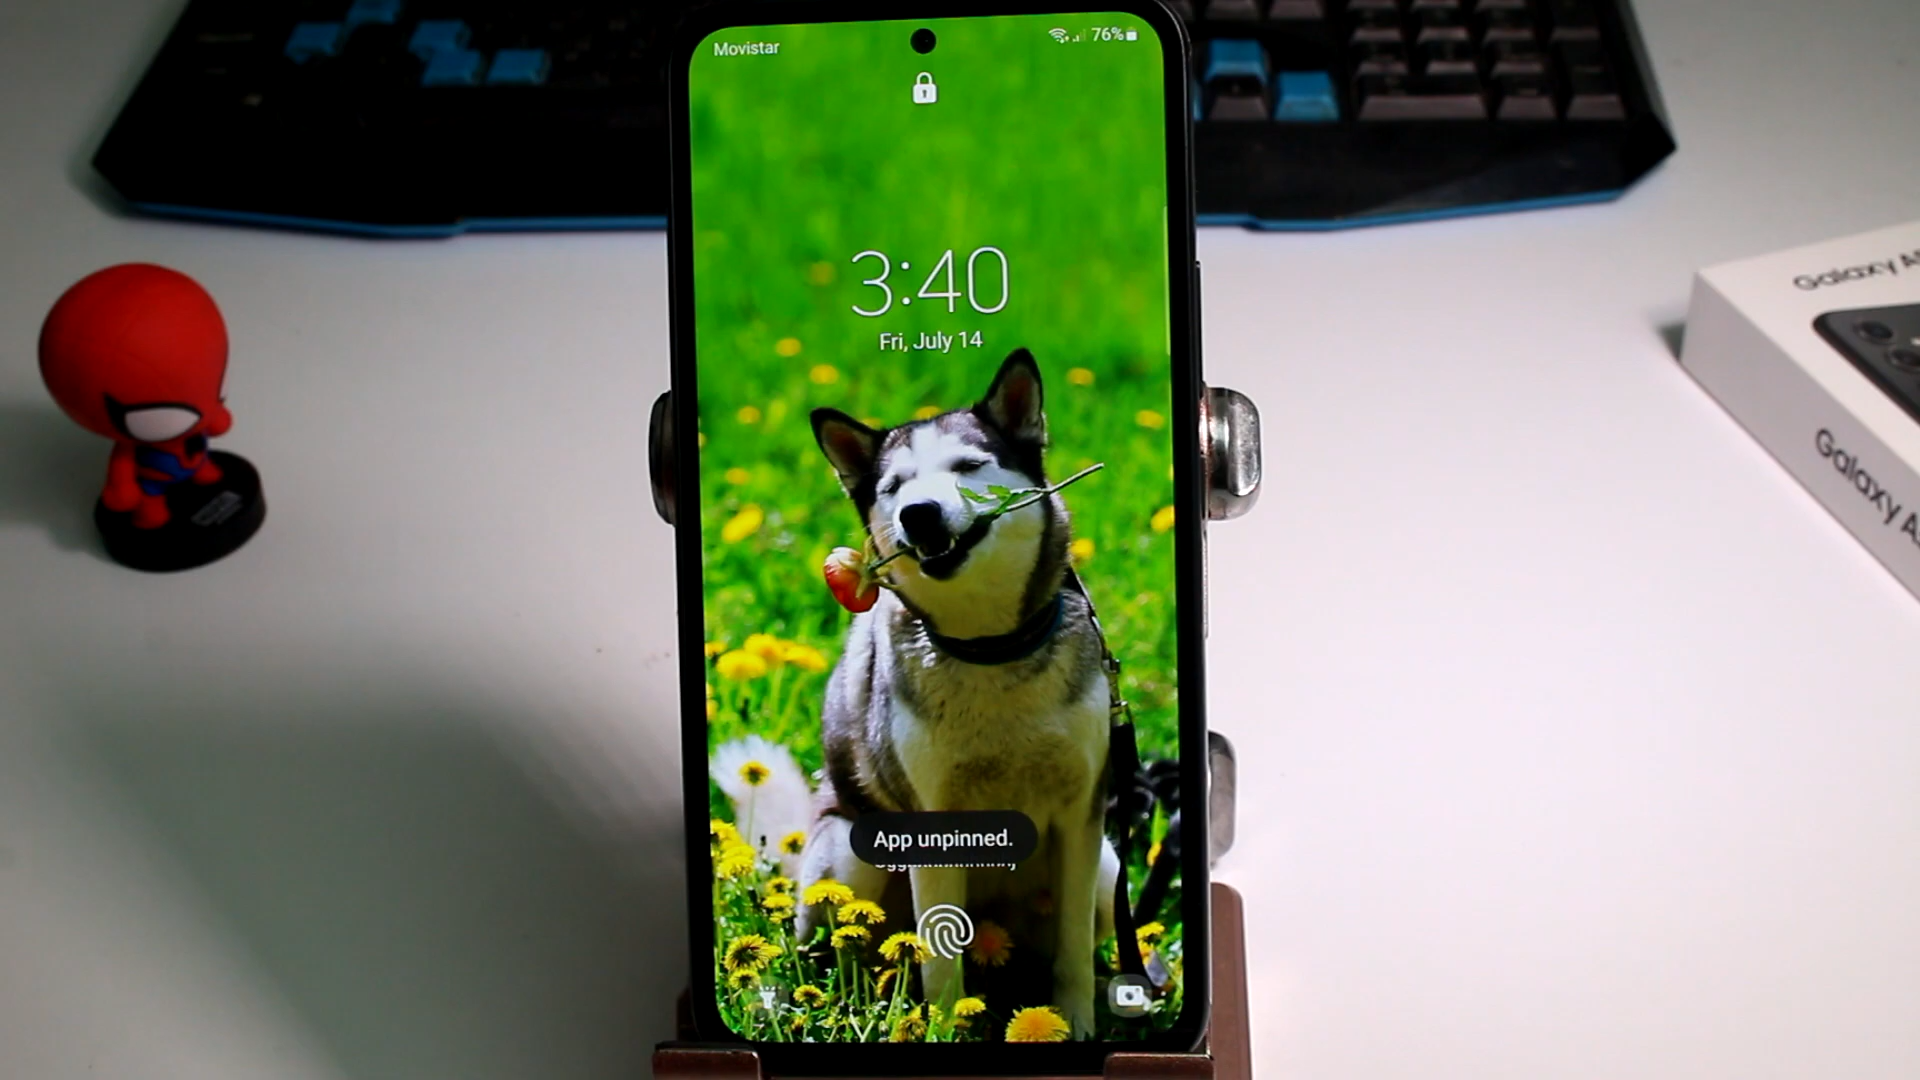 Movistar
76%
3:40
Fri, July 14
App unpinned.
Galaxy
Galaxy